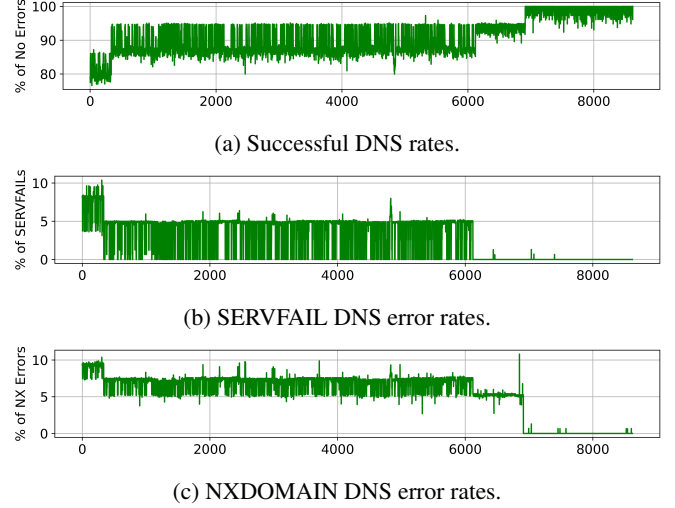 100
90
80
% of No Errors
0 2000 4000 6000 8000
(a) Successful DNS rates.
10
5
0
% of SERVFAILs
0 2000 4000 6000 8000
(b) SERVFAIL DNS error rates.
10
5
0
% of NX Errors
0 2000 4000 6000 8000
(c) NXDOMAIN DNS error rates.